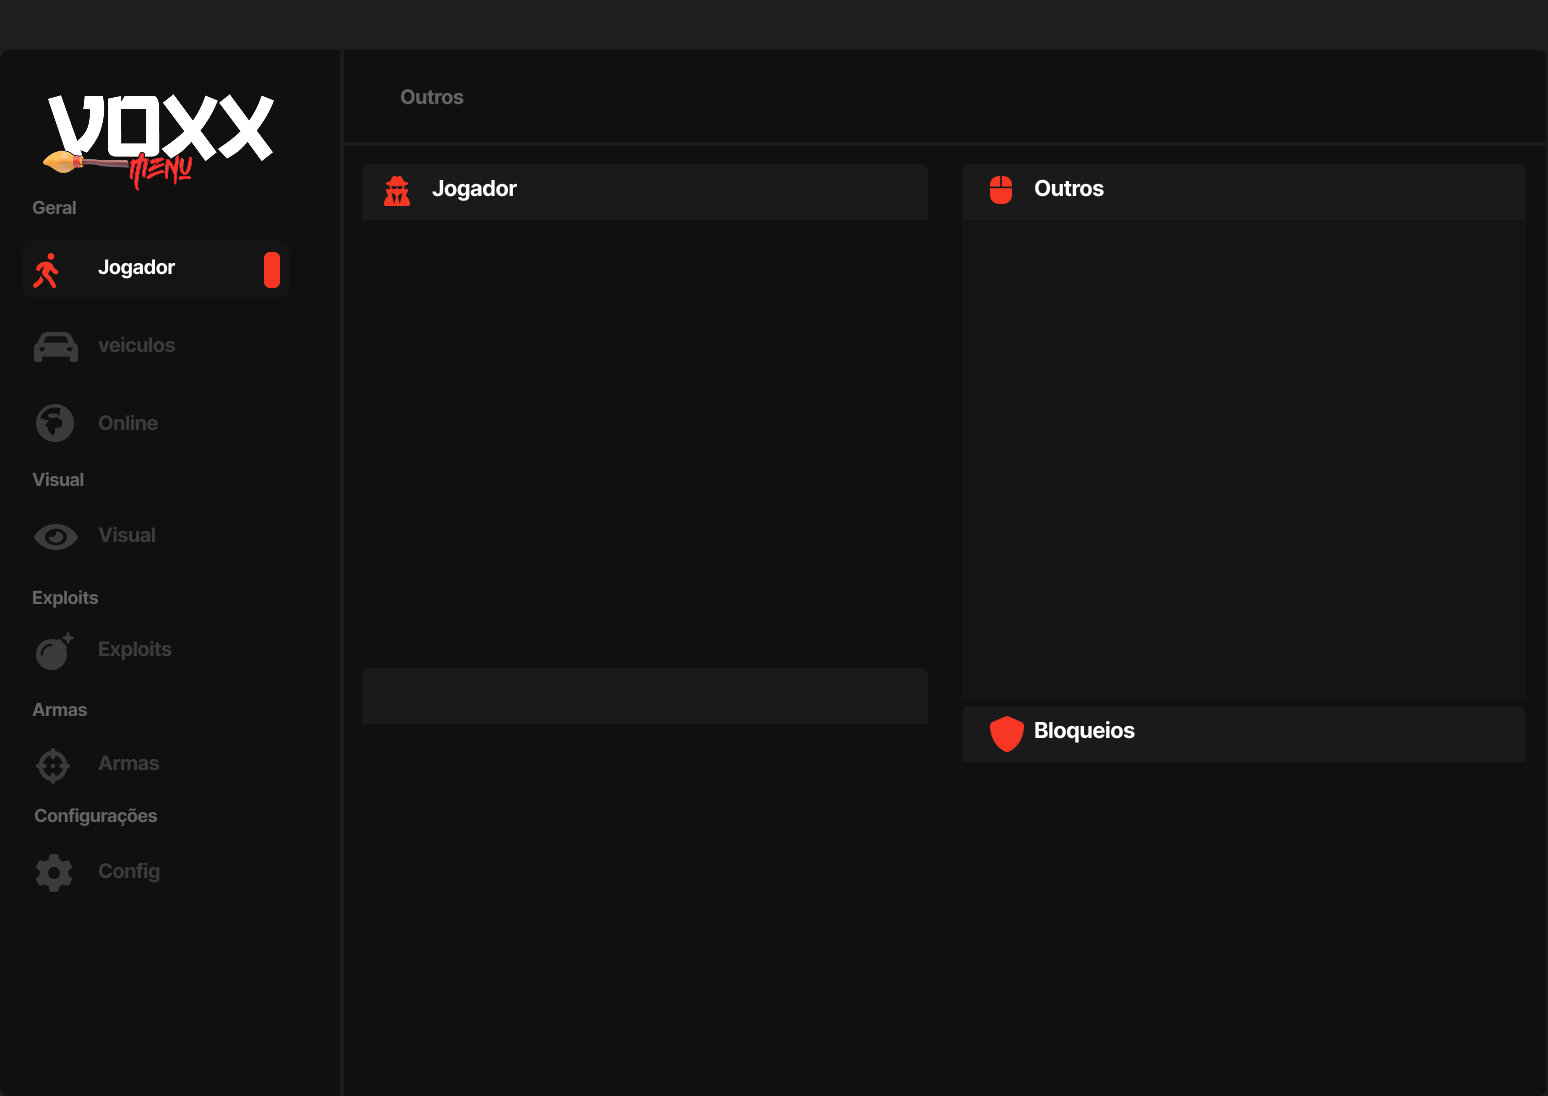 VOXX
MENU
Geral
Jogador
veiculos
Online
Visual
Visual
Exploits
Exploits
Armas
Armas
Configurações
Config
Outros
Jogador
Outros
Bloqueios